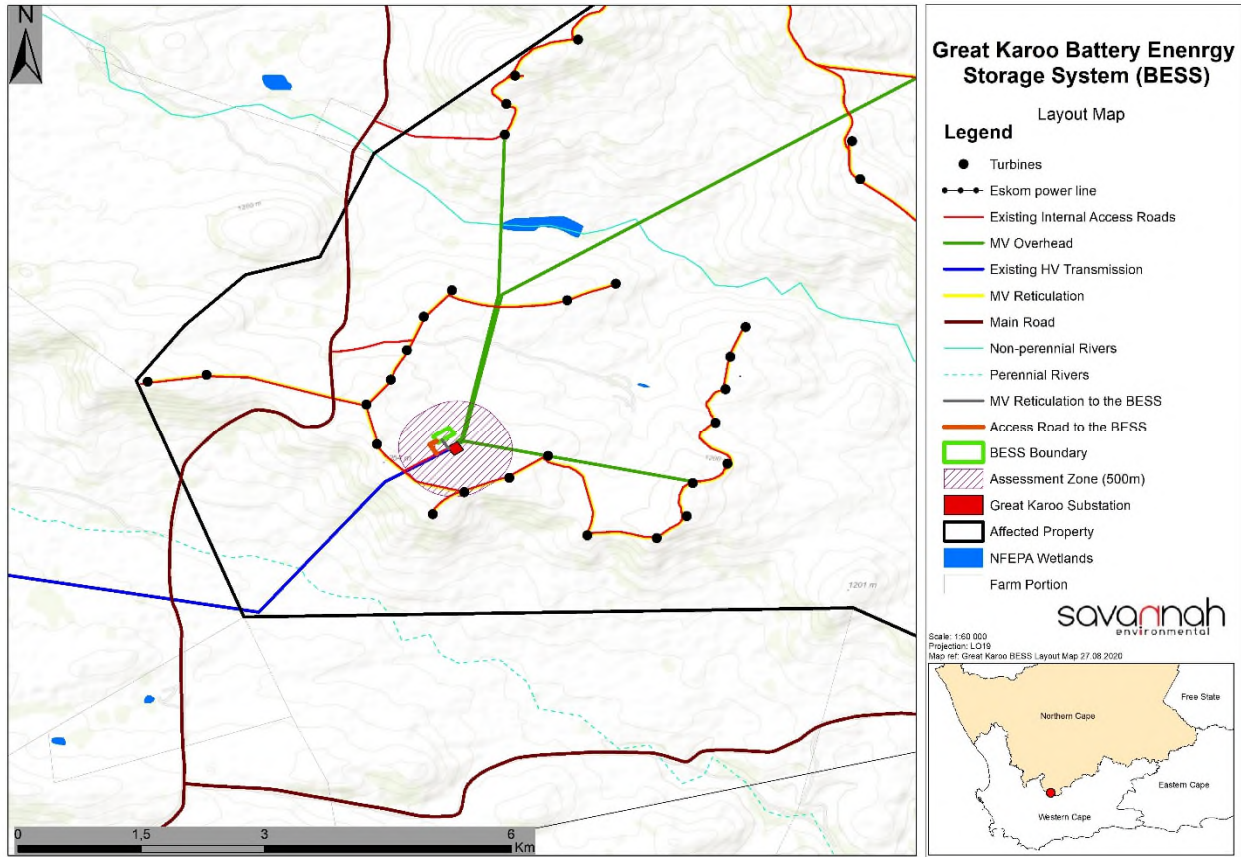 N
1200 m
1201 m
0 1,5 3 6
Km
Great Karoo Battery Enenrgy
Storage System (BESS)
Layout Map
Legend
Turbines
Eskom power line
Existing Internal Access Roads
MV Overhead
Existing HV Transmission
MV Reticulation
Main Road
Non-perennial Rivers
Perennial Rivers
MV Reticulation to the BESS
Access Road to the BESS
BESS Boundary
Assessment Zone (500m)
Great Karoo Substation
Affected Property
NFEPA Wetlands
Farm Portion
savannah
environmental
Scale: 1:60 000
Projection: LO19
Map ref: Great Karoo BESS Layout Map 27.08.2020
Free State
Northern Cape
Eastern Cape
Western Cape